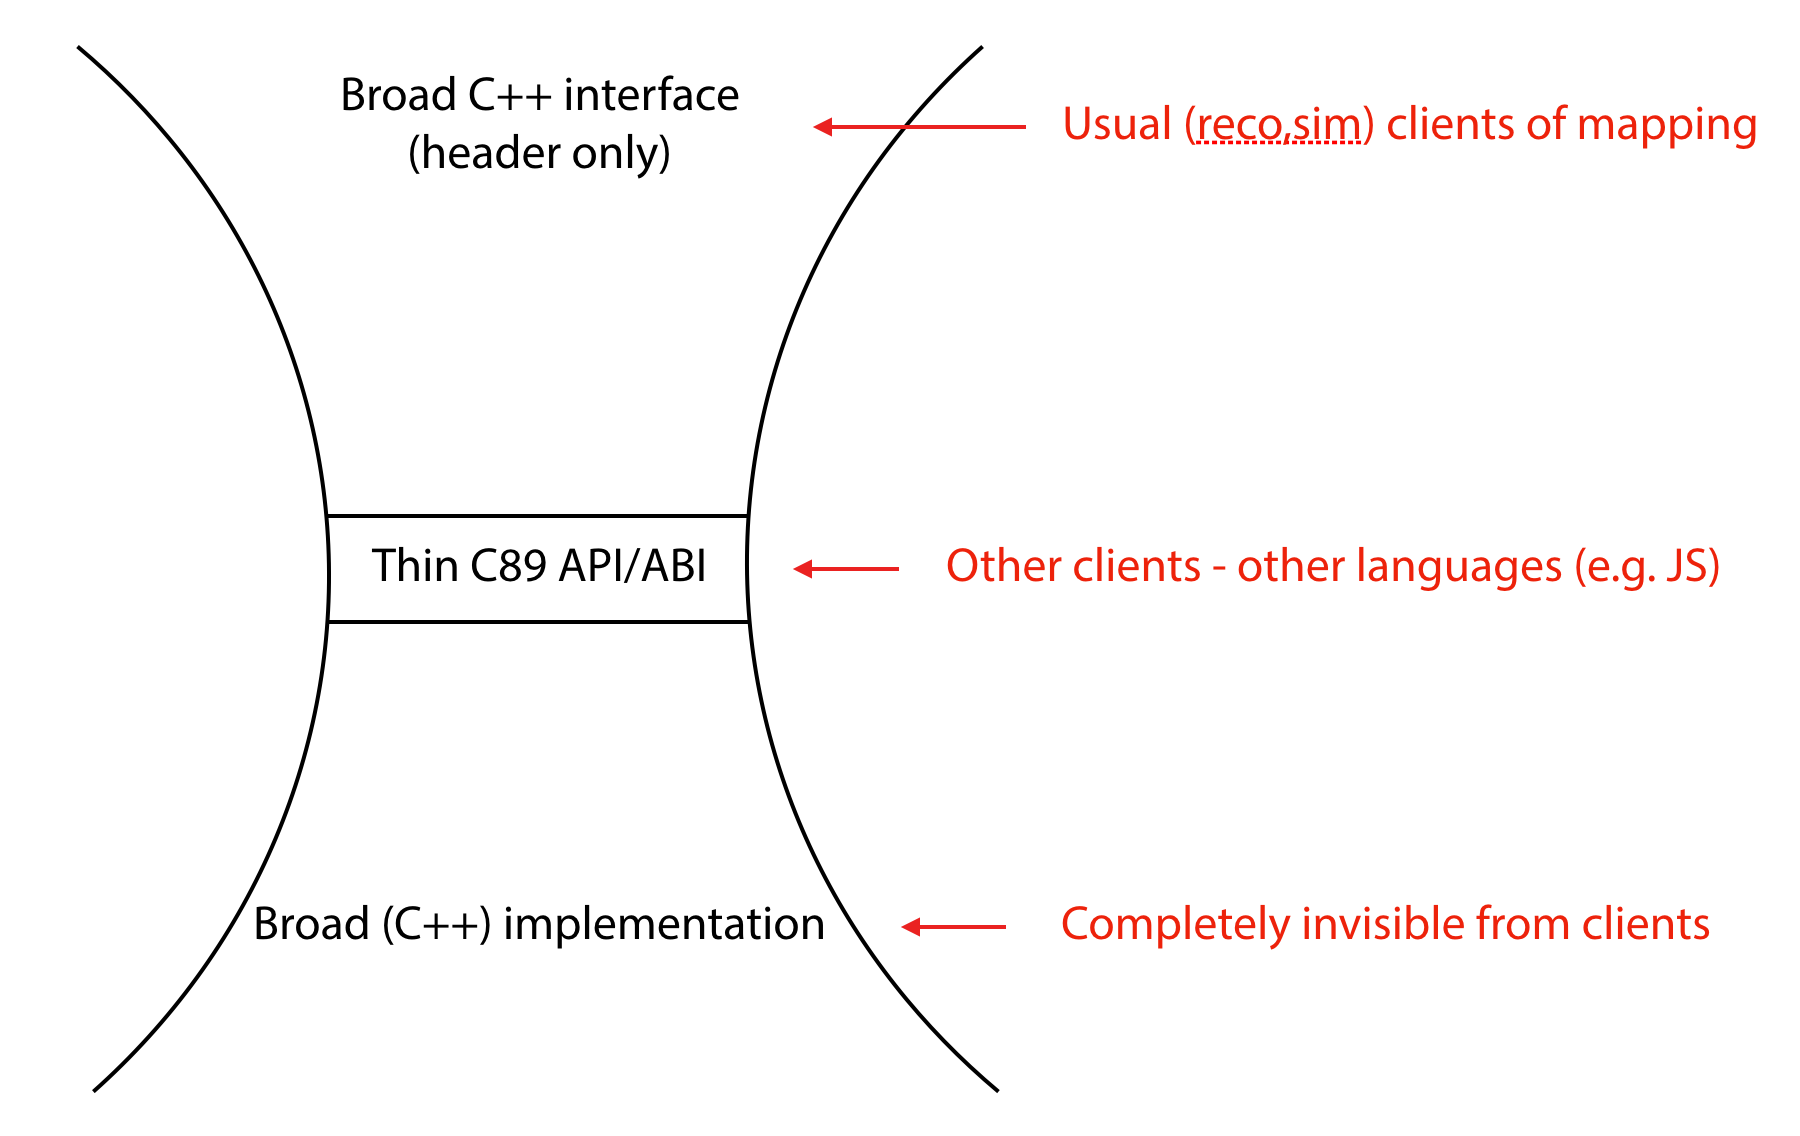 Broad C++ interface
(header only)
Usual (reco,sim) clients of mapping
Thin C89 API/ABI
Other clients - other languages (e.g. JS)
Broad (C++) implementation
Completely invisible from clients